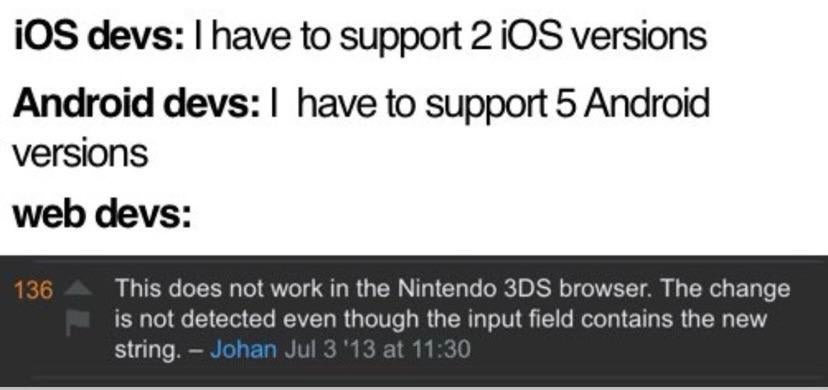 iOS devs: I have to support 2 iOS versions
Android devs: I have to support 5 Android
versions
web devs:
136 This does not work in the Nintendo 3DS browser. The change
is not detected even though the input field contains the new
string. – Johan Jul 3 '13 at 11:30